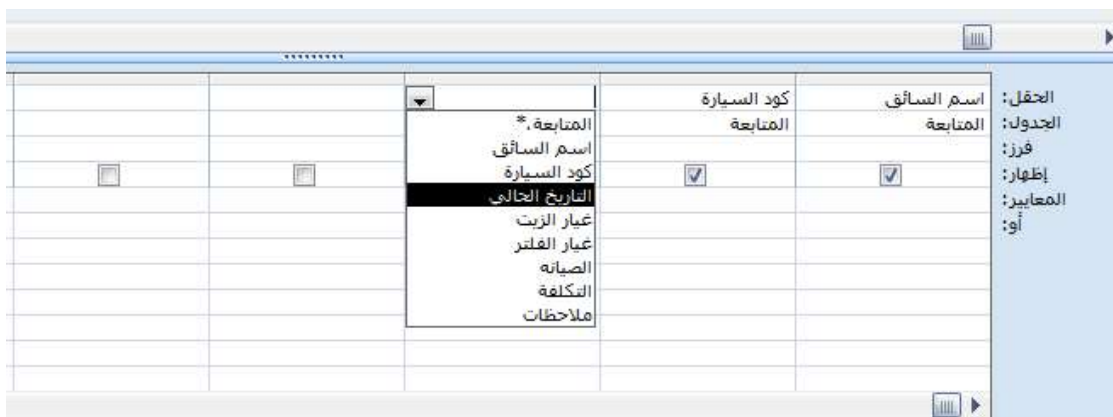 الحقل: اسم السائق كود السيارة
الجدول: المتابعة المتابعة
فرز:
إظهار:
المعايير:
أو:
المتابعة.*
اسم السائق
كود السيارة
التاريخ الحالي
غيار الزيت
غيار الفلتر
الصيانه
التكلفة
ملاحظات